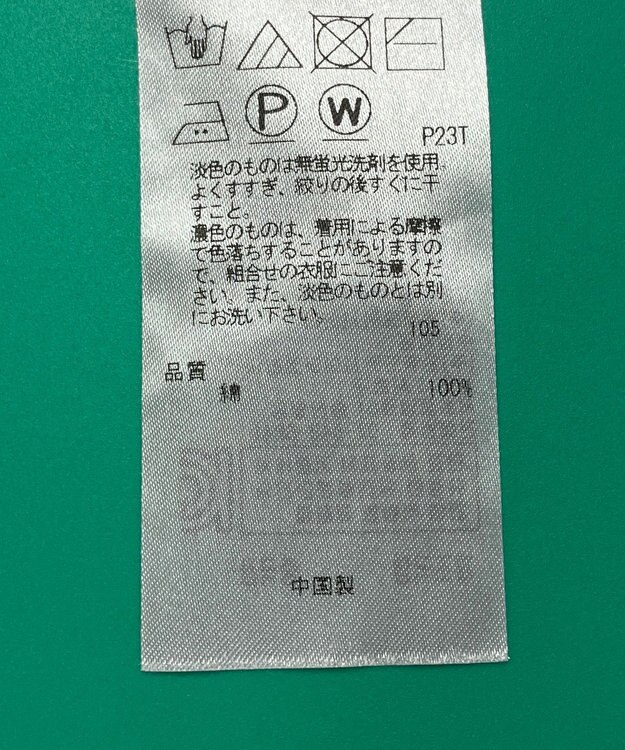 P W
P23T
淡色のものは無蛍光洗剤を使用。
よくすすぎ、絞りの後すぐに干
すこと。
濃色のものは、着用による摩擦
で色落ちすることがありますの
で、組合せの衣服にご注意くだ
さい。また、淡色のものとは別
にお洗い下さい。
105
品質
綿 100%
中国製